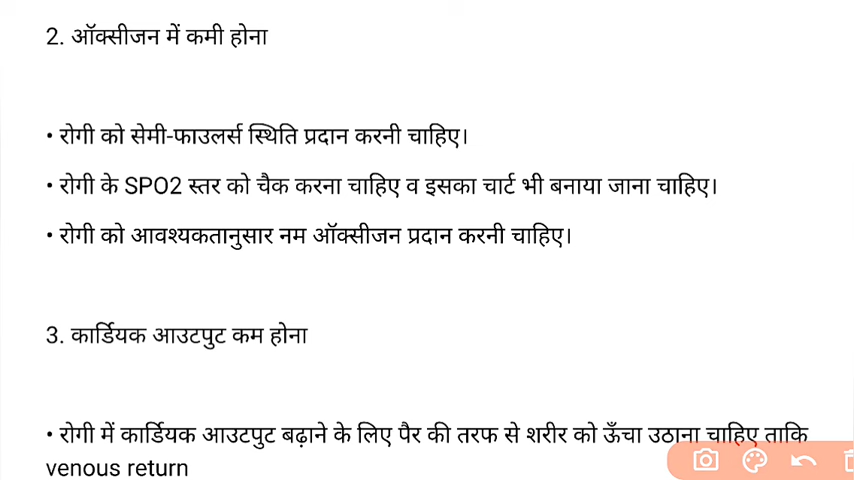 2. ऑक्सीजन में कमी होना
• रोगी को सेमी-फाउलर्स स्थिति प्रदान करनी चाहिए।
• रोगी के SPO2 स्तर को चैक करना चाहिए व इसका चार्ट भी बनाया जाना चाहिए।
• रोगी को आवश्यकतानुसार नम ऑक्सीजन प्रदान करनी चाहिए।
3. कार्डियक आउटपुट कम होना
• रोगी में कार्डियक आउटपुट बढ़ाने के लिए पैर की तरफ से शरीर को ऊँचा उठाना चाहिए ताकि
venous return